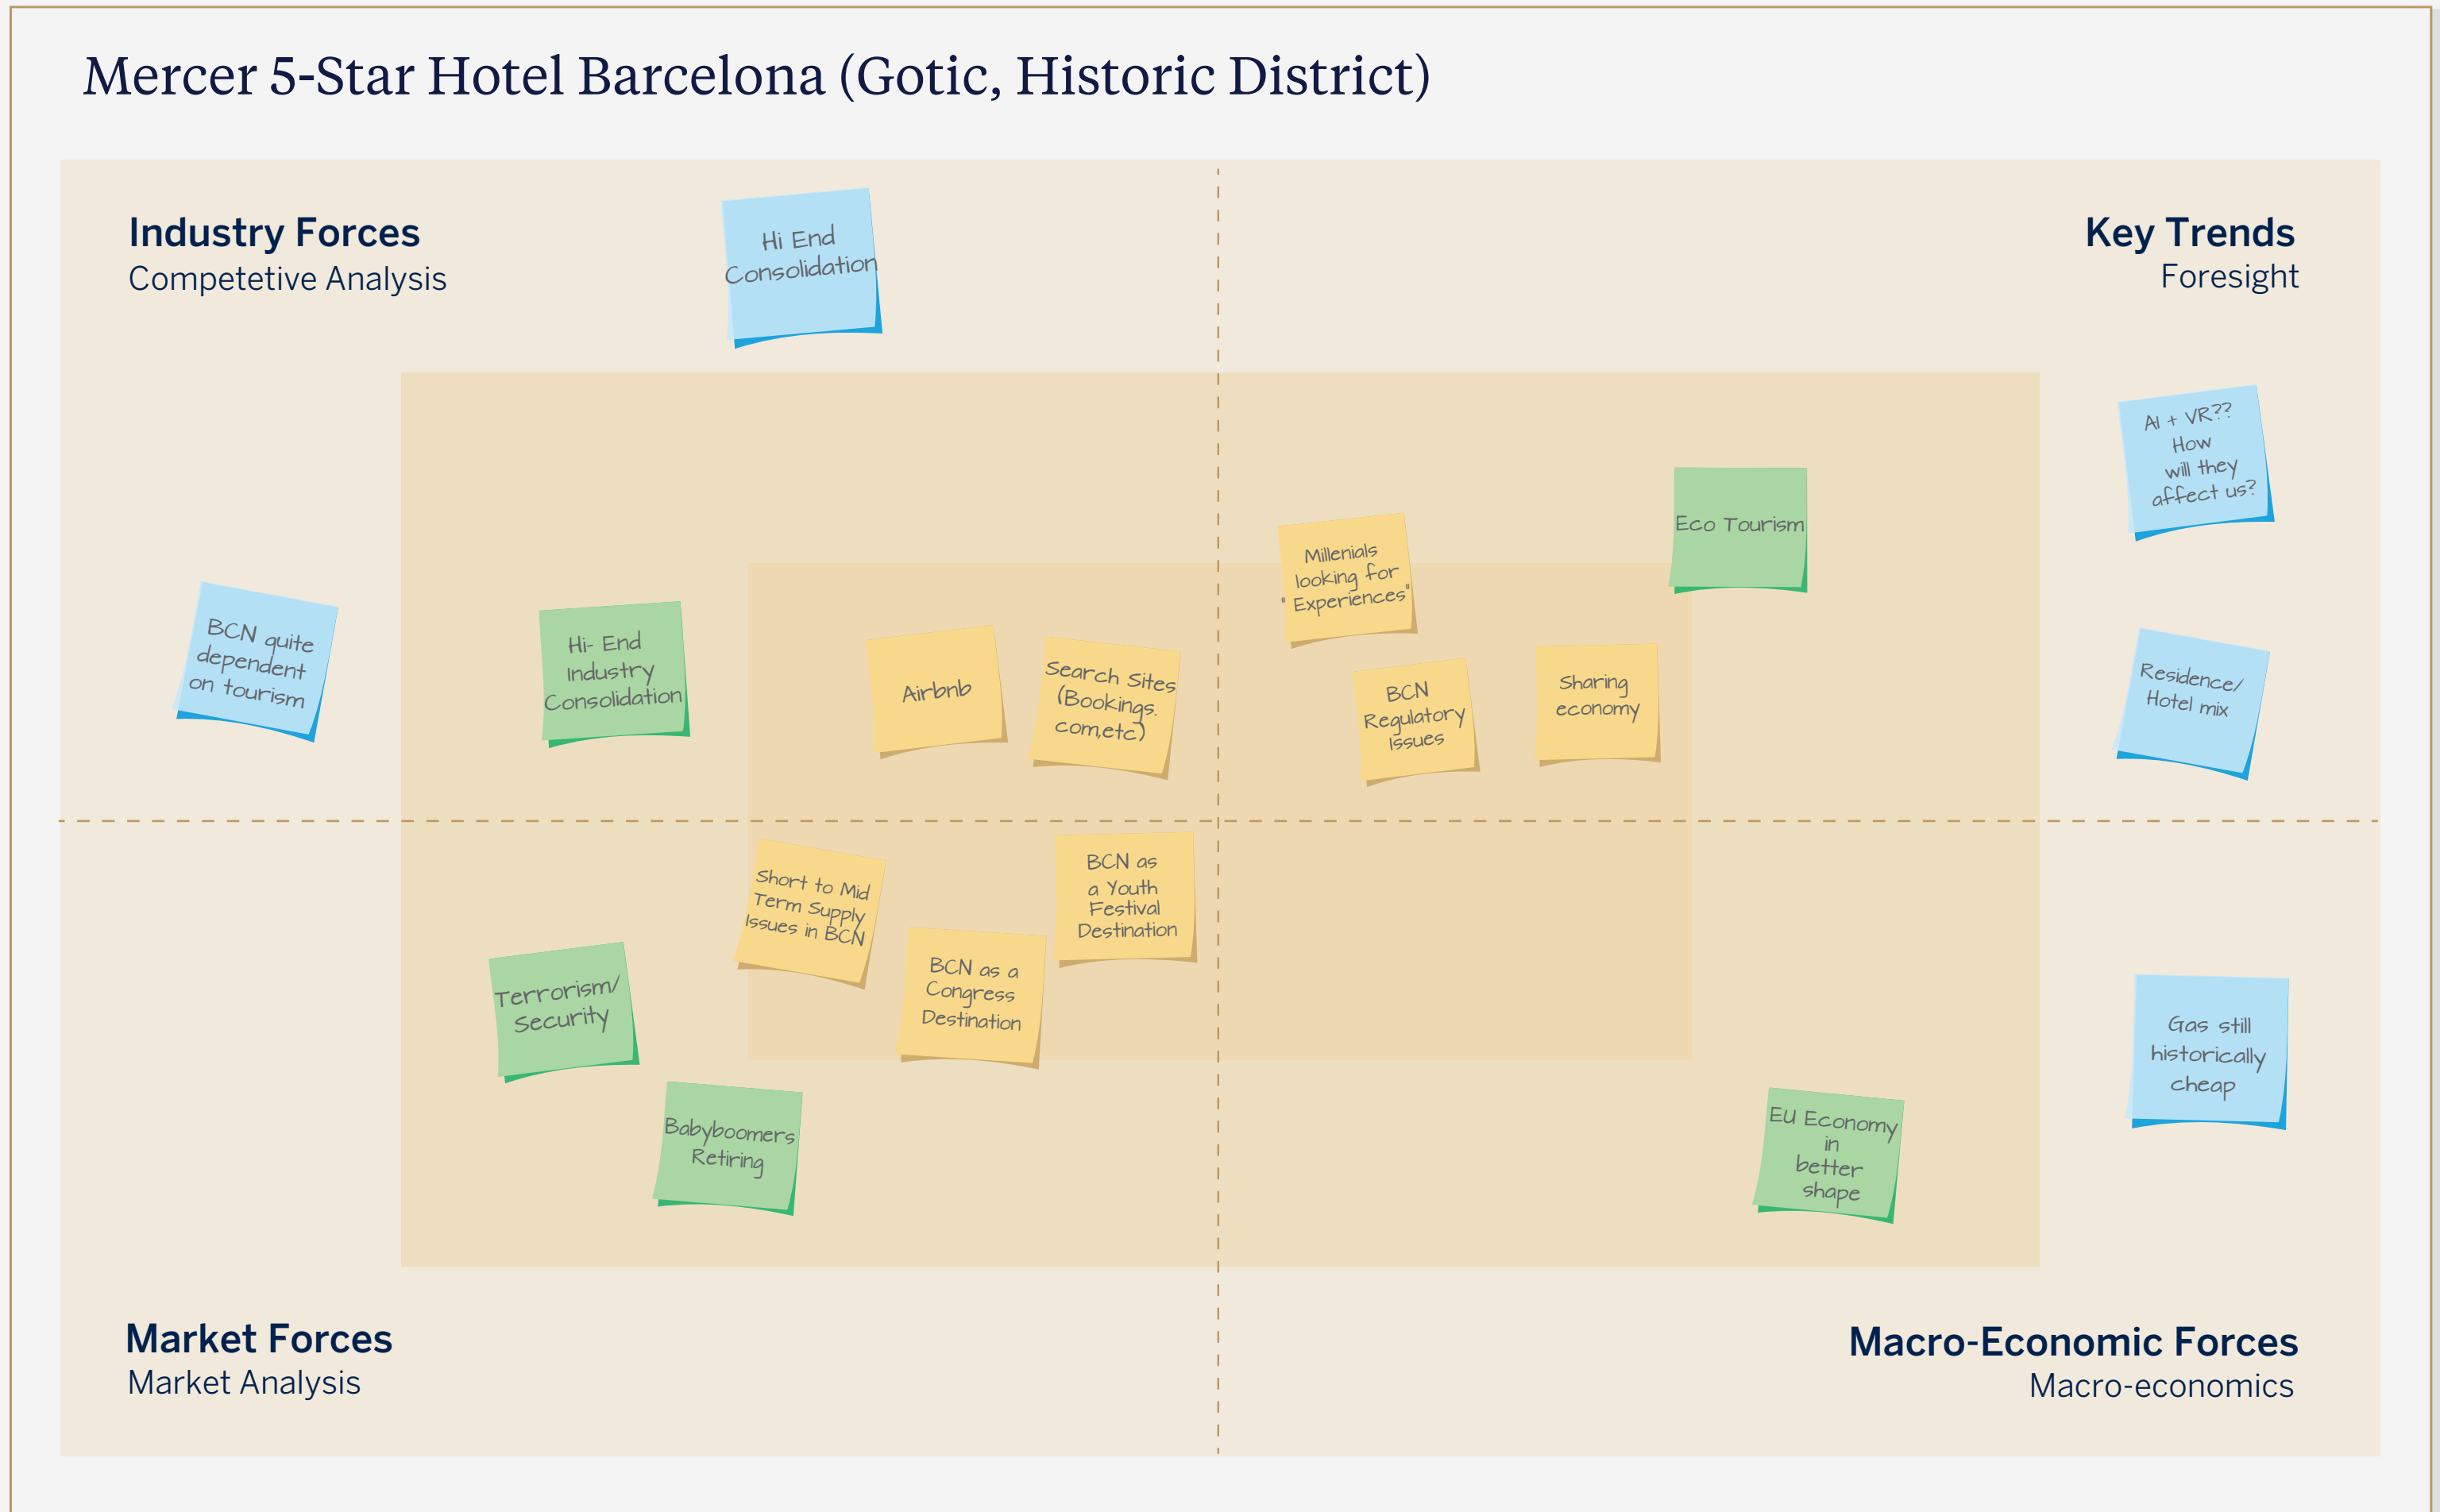 Mercer 5-Star Hotel Barcelona (Gotic, Historic District)
Industry Forces
Competetive Analysis
Hi End
Consolidation
BCN quite
dependent
on tourism
Hi- End
Industry
Consolidation
Airbnb
Search Sites
(Bookings.
com,etc)
Key Trends
Foresight
Millenials
looking for
"Experiences"
BCN
Regulatory
Issues
Sharing
economy
Eco Tourism
AI + VR??
How
will they
affect us?
Residence/
Hotel mix
Short to Mid
Term Supply
Issues in BCN
BCN as a
Congress
Destination
BCN as
a Youth
Festival
Destination
Terrorism/
Security
Babyboomers
Retiring
Market Forces
Market Analysis
Gas still
historically
cheap
EU Economy
in
better
shape
Macro-Economic Forces
Macro-economics